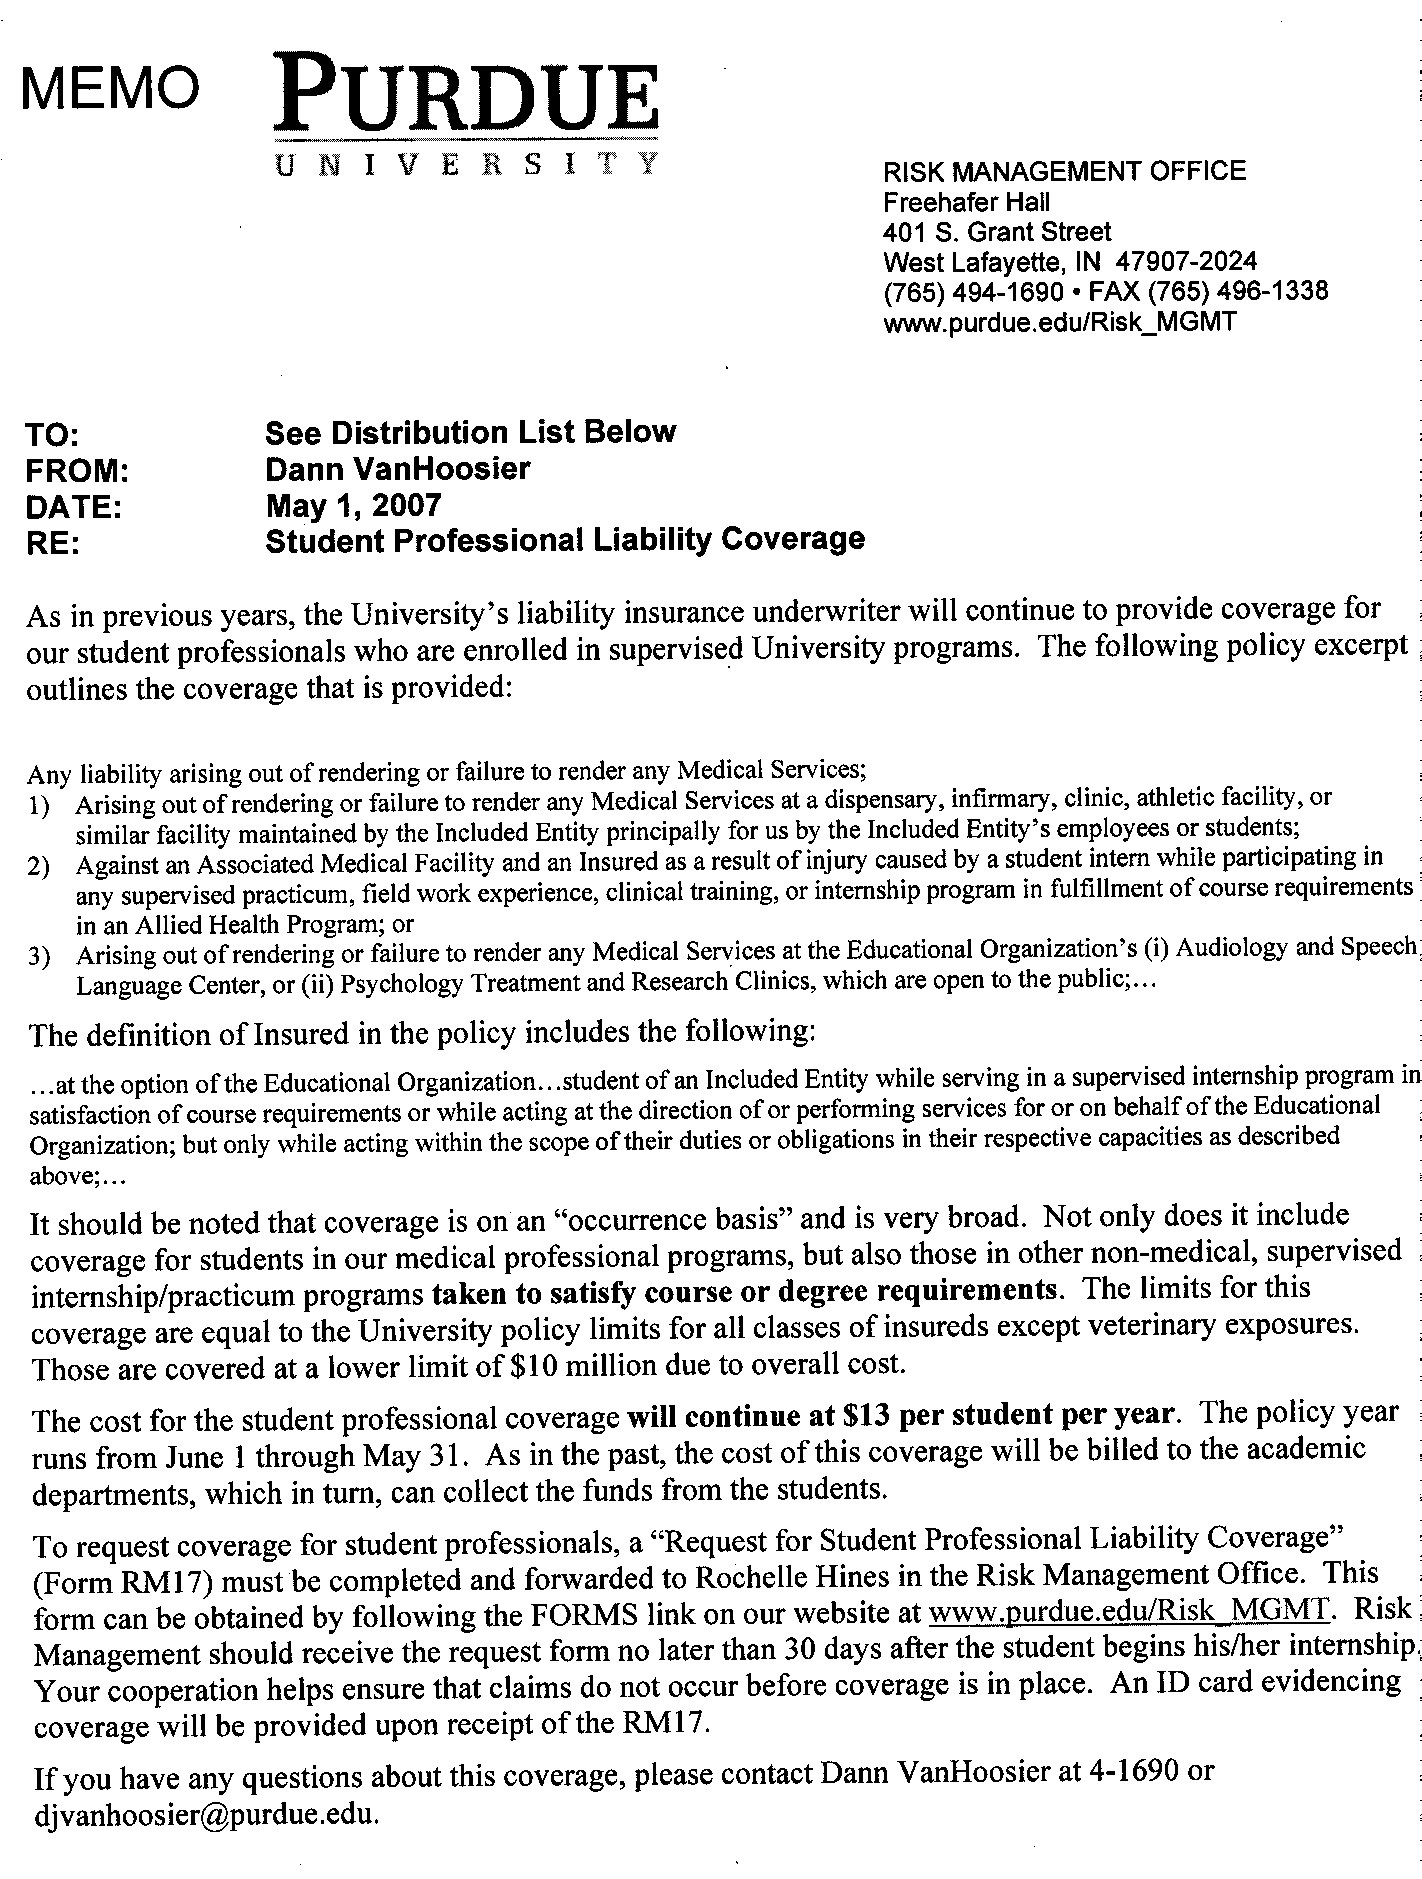 MEMO
PURDUE
UNIVERSITY
RISK MANAGEMENT OFFICE
Freehafer Hall
401 S. Grant Street
West Lafayette, IN 47907-2024
(765) 494-1690 • FAX (765) 496-1338
www.purdue.edu/Risk_MGMT
TO: See Distribution List Below
FROM: Dann VanHoosier
DATE: May 1, 2007
RE: Student Professional Liability Coverage
As in previous years, the University's liability insurance underwriter will continue to provide coverage for
our student professionals who are enrolled in supervised University programs. The following policy excerpt
outlines the coverage that is provided:
Any liability arising out of rendering or failure to render any Medical Services;
1) Arising out of rendering or failure to render any Medical Services at a dispensary, infirmary, clinic, athletic facility, or
similar facility maintained by the Included Entity principally for us by the Included Entity's employees or students;
2) Against an Associated Medical Facility and an Insured as a result of injury caused by a student intern while participating in
any supervised practicum, field work experience, clinical training, or internship program in fulfillment of course requirements
in an Allied Health Program; or
3) Arising out of rendering or failure to render any Medical Services at the Educational Organization's (i) Audiology and Speech
Language Center, or (ii) Psychology Treatment and Research Clinics, which are open to the public;...
The definition of Insured in the policy includes the following:
...at the option of the Educational Organization...student of an Included Entity while serving in a supervised internship program in
satisfaction of course requirements or while acting at the direction of or performing services for or on behalf of the Educational
Organization; but only while acting within the scope of their duties or obligations in their respective capacities as described
above;...
It should be noted that coverage is on an "occurrence basis" and is very broad. Not only does it include
coverage for students in our medical professional programs, but also those in other non-medical, supervised
internship/practicum programs taken to satisfy course or degree requirements. The limits for this
coverage are equal to the University policy limits for all classes of insureds except veterinary exposures.
Those are covered at a lower limit of $10 million due to overall cost.
The cost for the student professional coverage will continue at $13 per student per year. The policy year
runs from June 1 through May 31. As in the past, the cost of this coverage will be billed to the academic
departments, which in turn, can collect the funds from the students.
To request coverage for student professionals, a "Request for Student Professional Liability Coverage"
(Form RM17) must be completed and forwarded to Rochelle Hines in the Risk Management Office. This
form can be obtained by following the FORMS link on our website at www.purdue.edu/Risk_MGMT. Risk
Management should receive the request form no later than 30 days after the student begins his/her internship.
Your cooperation helps ensure that claims do not occur before coverage is in place. An ID card evidencing
coverage will be provided upon receipt of the RM17.
If you have any questions about this coverage, please contact Dann VanHoosier at 4-1690 or
djvanhoosier@purdue.edu.